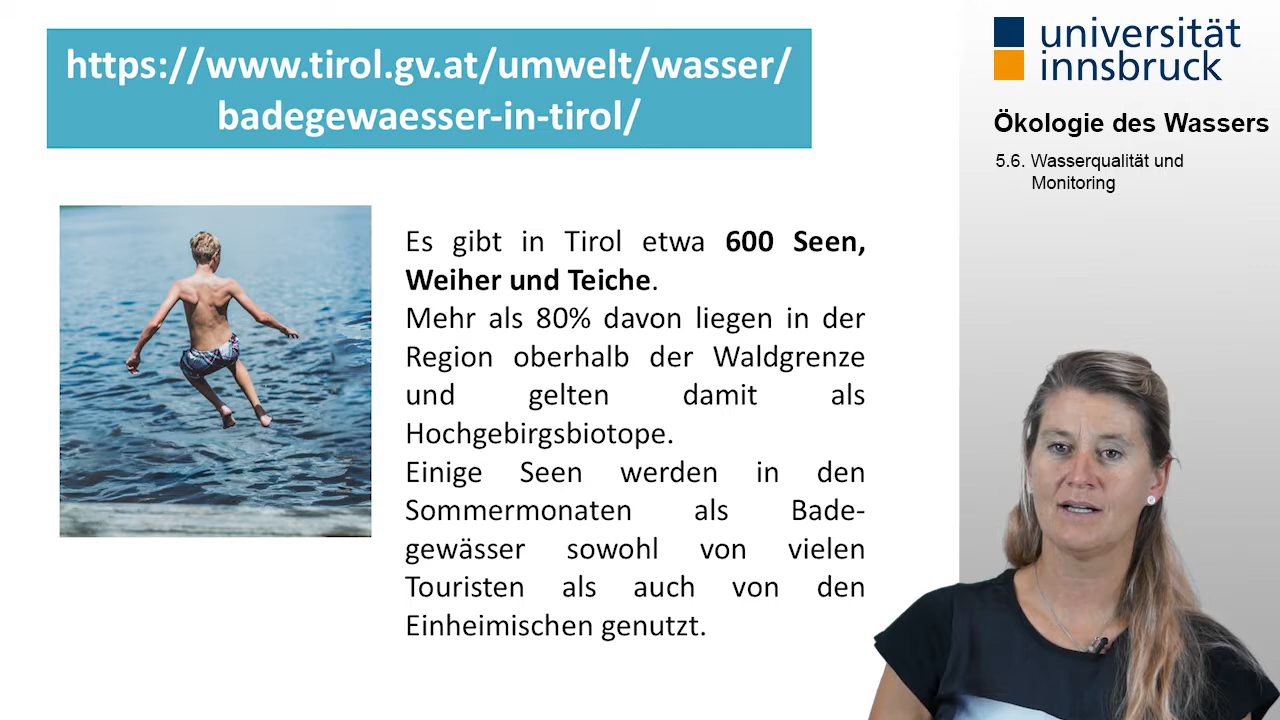 https://www.tirol.gv.at/umwelt/wasser/
badegewaesser-in-tirol/
universität
innsbruck
Ökologie des Wassers
5.6. Wasserqualität und
Monitoring
Es gibt in Tirol etwa 600 Seen,
Weiher und Teiche.
Mehr als 80% davon liegen in der
Region oberhalb der Waldgrenze
und gelten damit als
Hochgebirgsbiotope.
Einige Seen werden in den
Sommermonaten als Bade-
gewässer sowohl von vielen
Touristen als auch von den
Einheimischen genutzt.